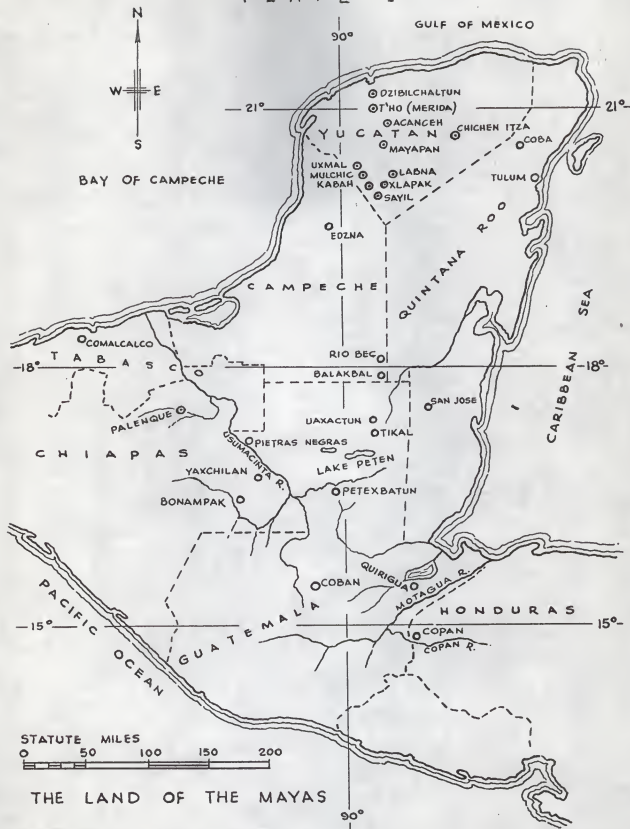 N
W E
S
GULF OF MEXICO
90°
DZIBILCHALTUN
21°
T'HO (MERIDA)
21°
ACANCEH
YUCATAN
CHICHEN ITZA
MAYAPAN
COBA
BAY OF CAMPECHE
UXMAL
MULCHIC
LABNA
KABAH
XLAPAK
SAYIL
TULUM
EDZNA
QUINTANA ROO
CAMPECHE
CARIBBEAN SEA
COMALCALCO
TABASCO
RIO BEC
-18°
-18°
BALAKBAL
SAN JOSE
PALENQUE
UAXACTUN
TIKAL
PIETRAS NEGRAS
CHIAPAS
USUMACINTA R.
LAKE PETEN
YAXCHILAN
PETEXBATUN
BONAMPAK
COBAN
QUIRIGUA
MOTAGUA R.
PACIFIC OCEAN
GUATEMALA
HONDURAS
-15°
15°
COPAN
COPAN R.
STATUTE MILES
0 50 100 150 200
THE LAND OF THE MAYAS
90°